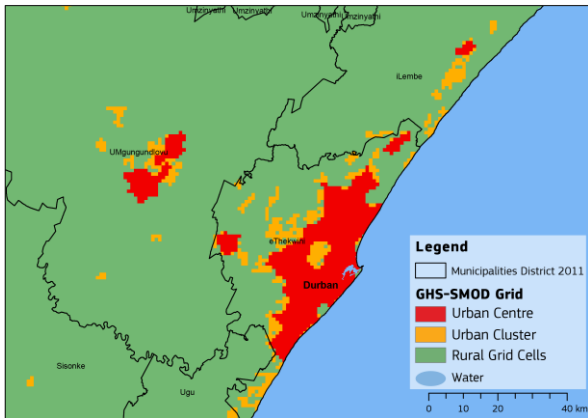 Umzinyathi
Umzinyathi
Umzinyathi
Umzinyathi
iLembe
UMgungundlovu
eThekwini
Durban
Sisonke
Ugu
Legend
Municipalities District 2011
GHS-SMOD Grid
Urban Centre
Urban Cluster
Rural Grid Cells
Water
0 10 20 40 km